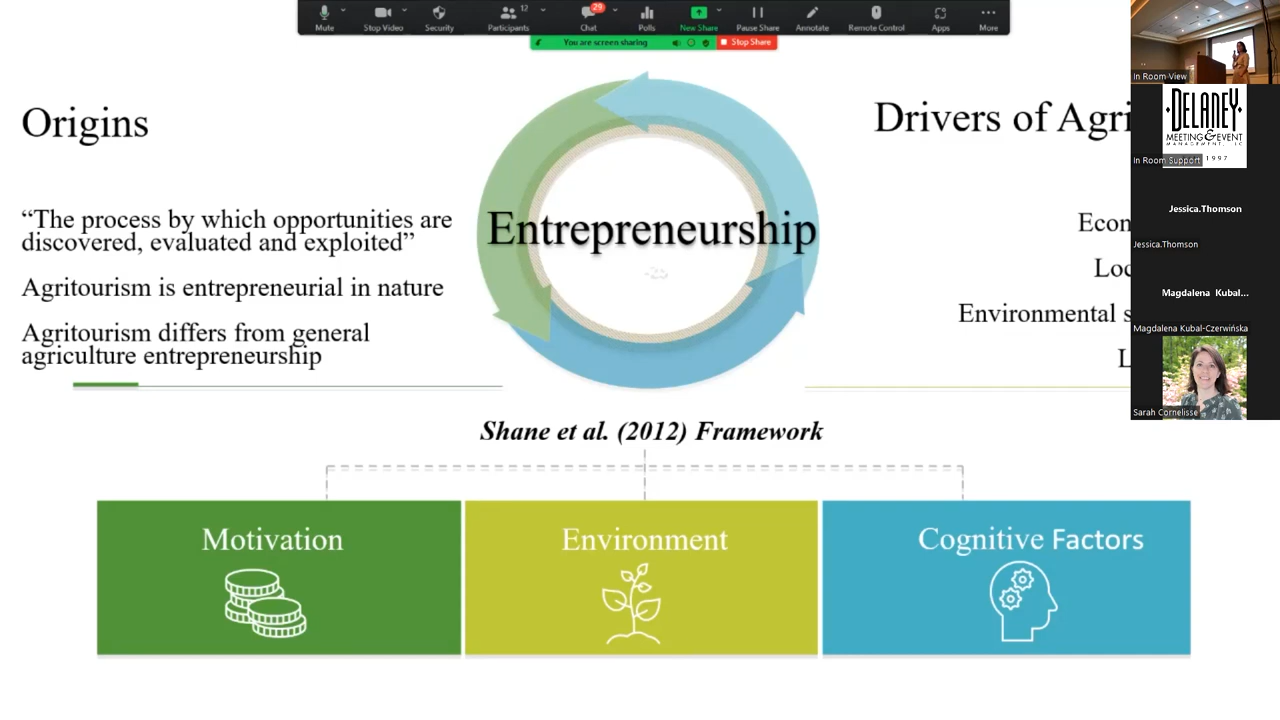 Mute
Stop Video
Security
12
Participants
29
Chat
Polls
New Share
Pause Share
Annotate
Remote Control
Apps
More
You are screen sharing
Stop Share
In Room View
DELANEY
MEETING & EVENT
MANAGEMENT, LLC
1997
In Room Support
Jessica.Thomson
Jessica.Thomson
Magdalena Kubal...
Magdalena Kubal-Czerwińska
Sarah Cornelisse
Origins
“The process by which opportunities are
discovered, evaluated and exploited”
Agritourism is entrepreneurial in nature
Agritourism differs from general
agriculture entrepreneurship
Entrepreneurship
Drivers of Agri
Econ
Loc
Environmental s
L
Shane et al. (2012) Framework
Motivation
Environment
Cognitive Factors